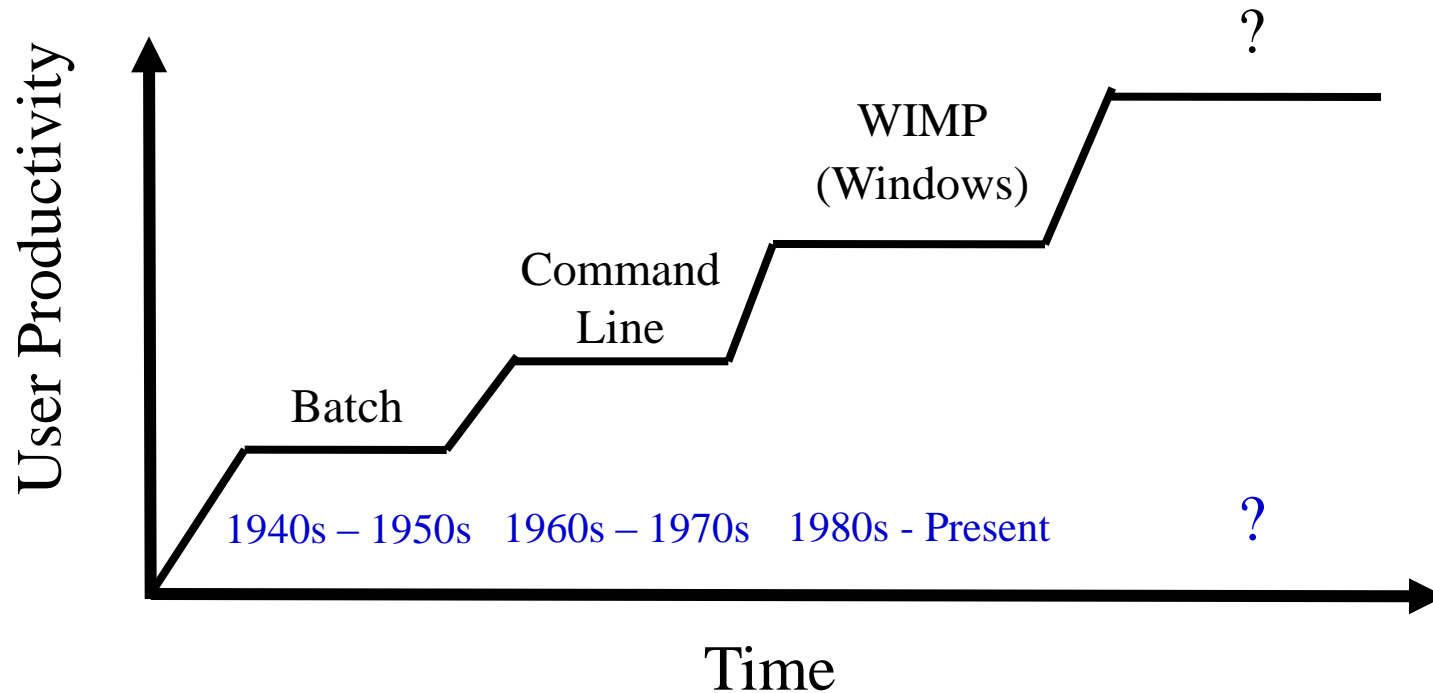 ?
User Productivity
WIMP
(Windows)
Command
Line
Batch
1940s – 1950s
1960s – 1970s
1980s - Present
?
Time